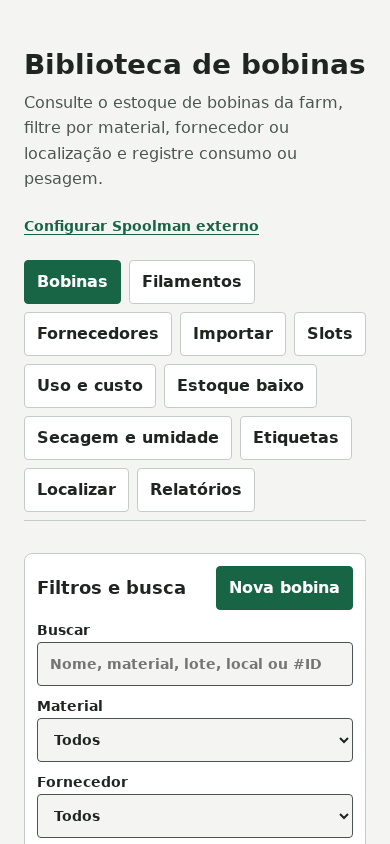 Biblioteca de bobinas
Consulte o estoque de bobinas da farm,
filtre por material, fornecedor ou
localização e registre consumo ou
pesagem.
Configurar Spoolman externo
Bobinas Filamentos
Fornecedores Importar Slots
Uso e custo Estoque baixo
Secagem e umidade Etiquetas
Localizar Relatórios
Filtros e busca Nova bobina
Buscar
Nome, material, lote, local ou #ID
Material
Todos
Fornecedor
Todos